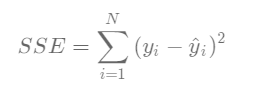 SSE = \sum_{i=1}^{N} (y_i - \hat{y}_i)^2